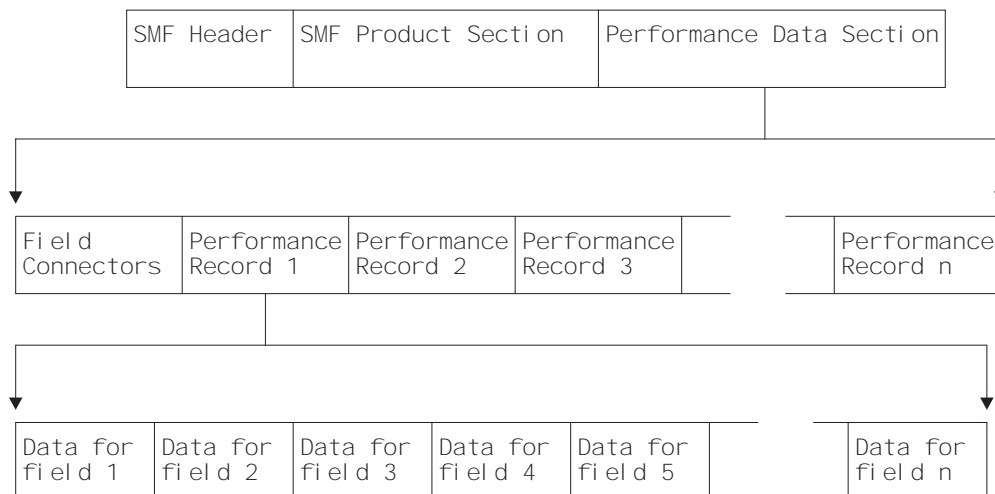 SMF Header SMF Product Section Performance Data Section
Field Connectors
Performance Record 1
Performance Record 2
Performance Record 3
Performance Record n
Data for field 1
Data for field 2
Data for field 3
Data for field 4
Data for field 5
Data for field n